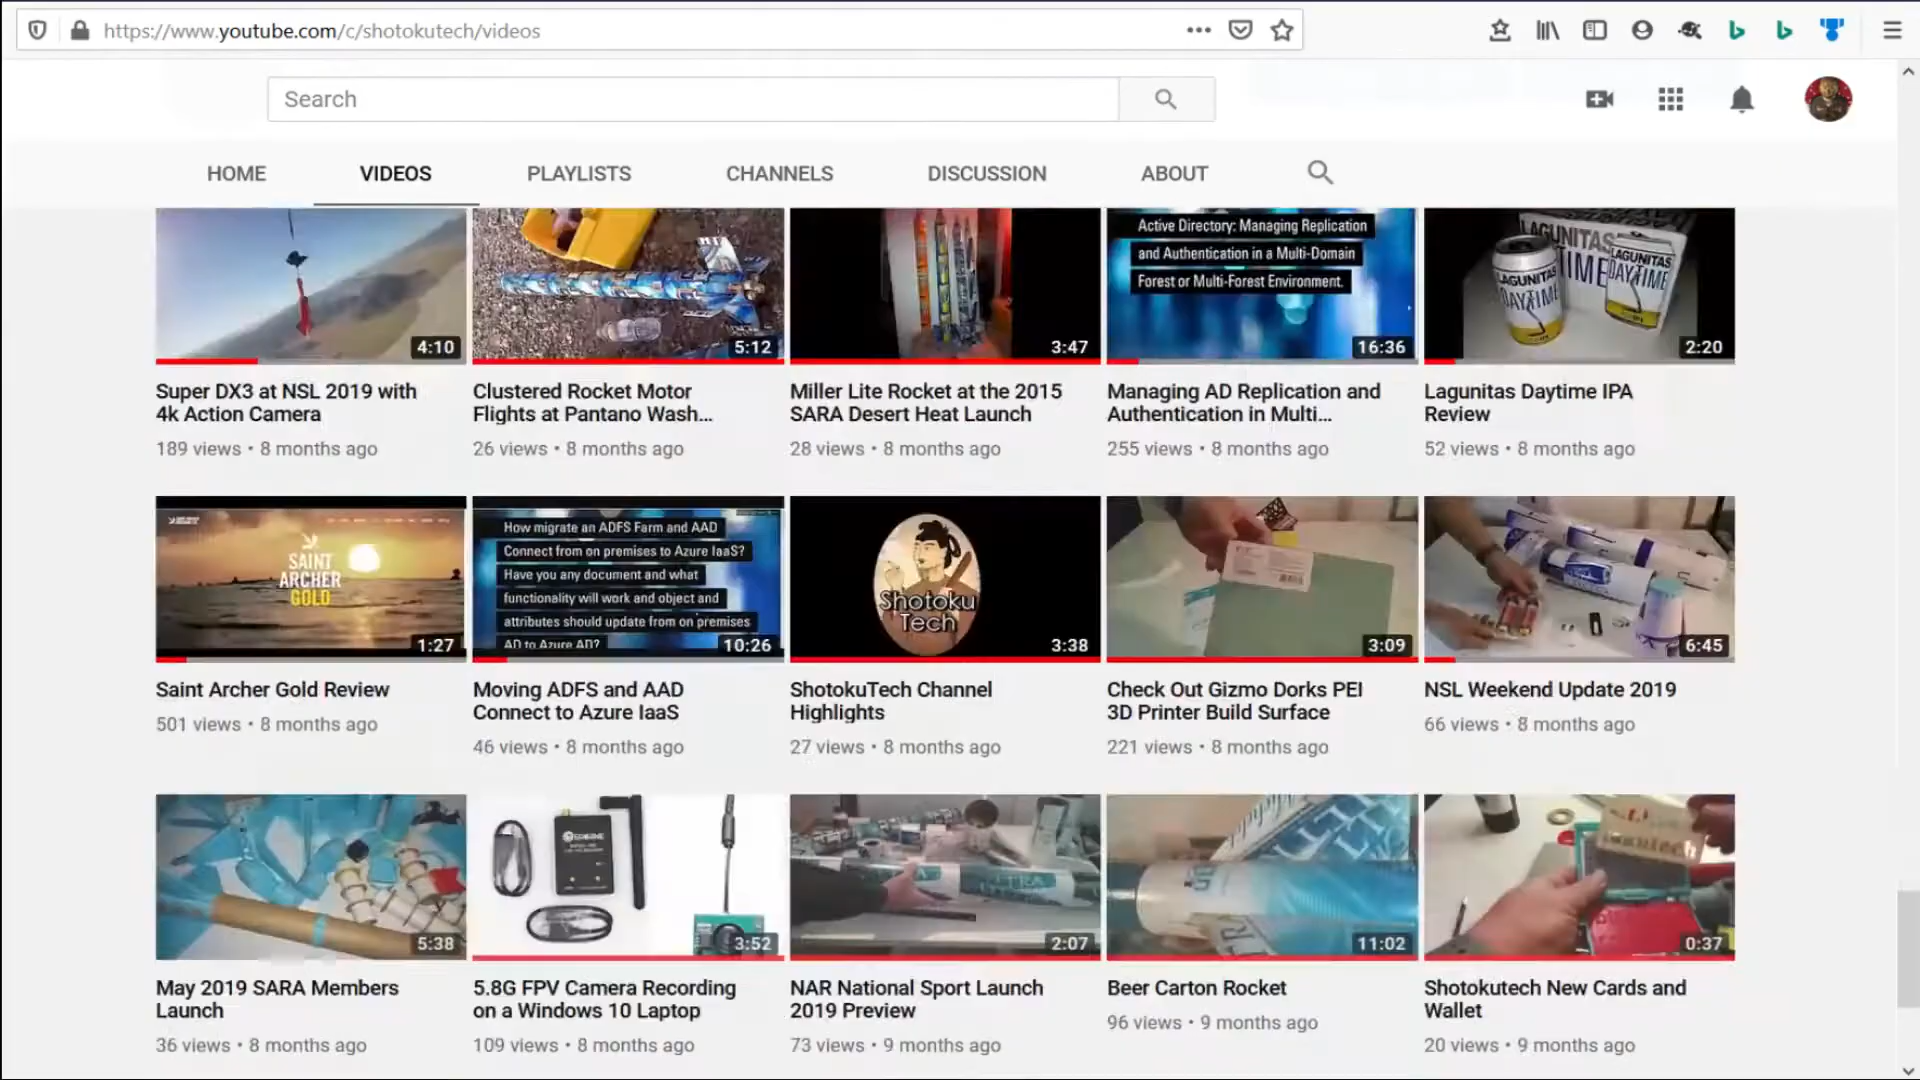 https://www.youtube.com/c/shotokutech/videos
Search
HOME
VIDEOS
PLAYLISTS
CHANNELS
DISCUSSION
ABOUT
4:10
5:12
3:47
Active Directory: Managing Replication
and Authentication in a Multi-Domain
Forest or Multi-Forest Environment.
16:36
LAGUNITAS
DAYTIME
LAGUNITAS
TIME
LAGUNITAS
DAYTIME
2:20
Super DX3 at NSL 2019 with
4k Action Camera
189 views • 8 months ago
Clustered Rocket Motor
Flights at Pantano Wash...
26 views • 8 months ago
Miller Lite Rocket at the 2015
SARA Desert Heat Launch
28 views • 8 months ago
Managing AD Replication and
Authentication in Multi...
255 views • 8 months ago
Lagunitas Daytime IPA
Review
52 views • 8 months ago
SAINT
ARCHER
GOLD
1:27
How migrate an ADFS Farm and AAD
Connect from on premises to Azure IaaS?
Have you any document and what
functionality will work and object and
attributes should update from on premises
AD to Azure AD?
10:26
Shotoku
Tech
3:38
3:09
6:45
Saint Archer Gold Review
501 views • 8 months ago
Moving ADFS and AAD
Connect to Azure IaaS
46 views • 8 months ago
ShotokuTech Channel
Highlights
27 views • 8 months ago
Check Out Gizmo Dorks PEI
3D Printer Build Surface
221 views • 8 months ago
NSL Weekend Update 2019
66 views • 8 months ago
5:38
3:52
2:07
11:02
0:37
May 2019 SARA Members
Launch
36 views • 8 months ago
5.8G FPV Camera Recording
on a Windows 10 Laptop
109 views • 8 months ago
NAR National Sport Launch
2019 Preview
73 views • 9 months ago
Beer Carton Rocket
96 views • 9 months ago
Shotokutech New Cards and
Wallet
20 views • 9 months ago